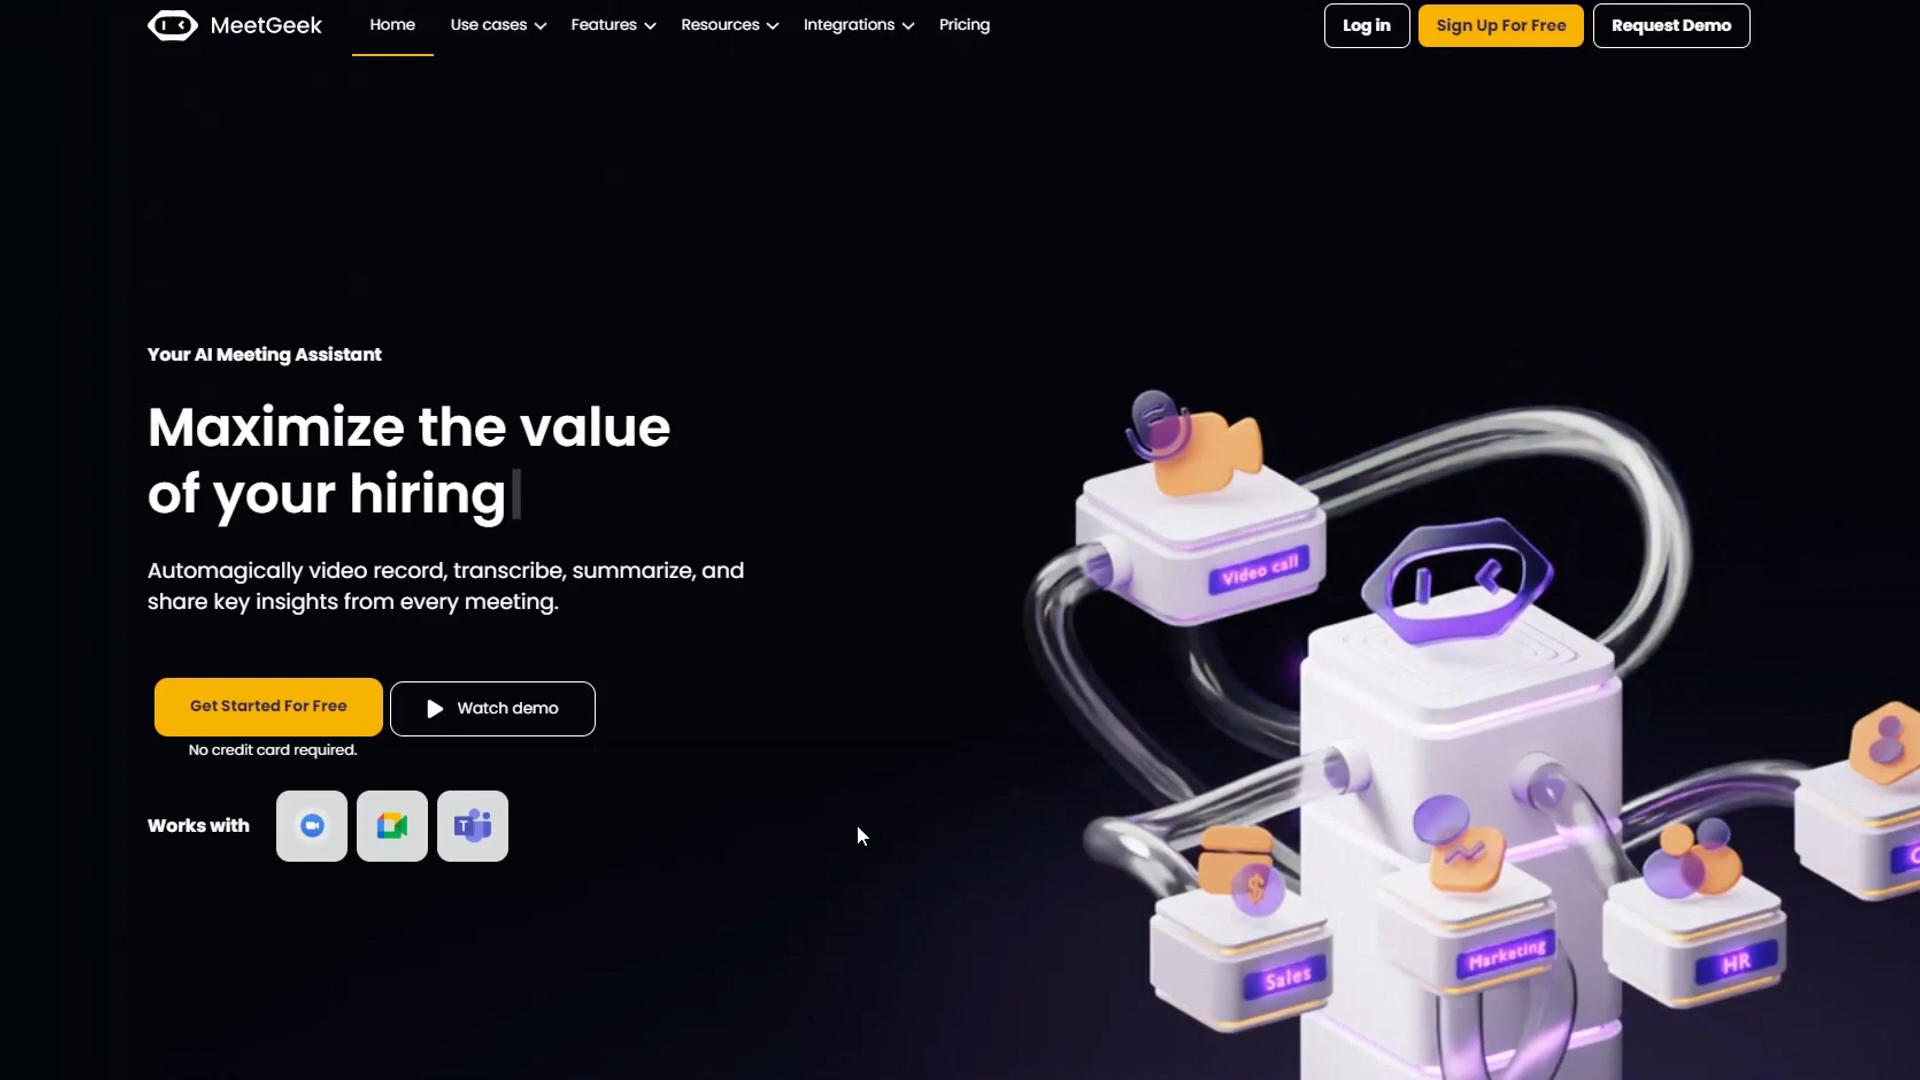 MeetGeek
Home
Use cases
Features
Resources
Integrations
Pricing
Log in
Sign Up For Free
Request Demo
Your AI Meeting Assistant
Maximize the value
of your hiring
Automagically video record, transcribe, summarize, and
share key insights from every meeting.
Get Started For Free
Watch demo
No credit card required.
Works with
Video call
Sales
Marketing
HR